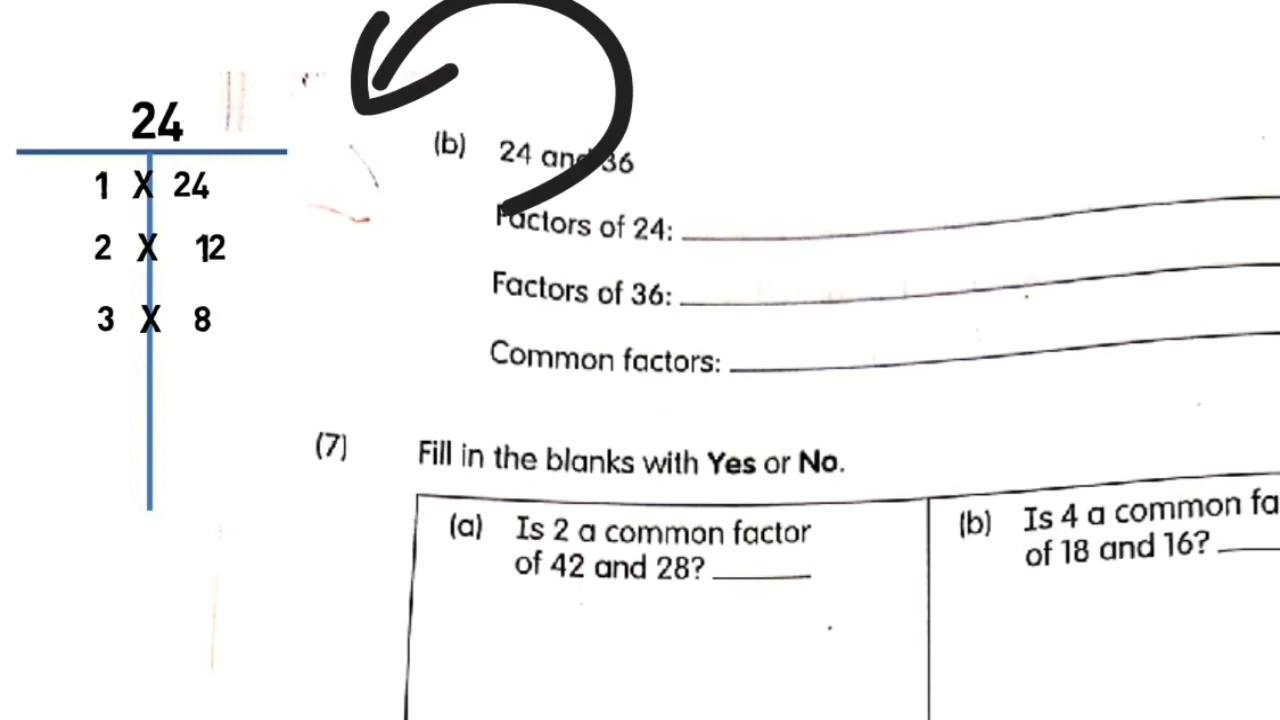 24
1 X 24
2 X 12
3 X 8
(b) 24 and 36
Factors of 24:
Factors of 36:
Common factors:
(7) Fill in the blanks with Yes or No.
(a) Is 2 a common factor
of 42 and 28?
(b) Is 4 a common fa
of 18 and 16?